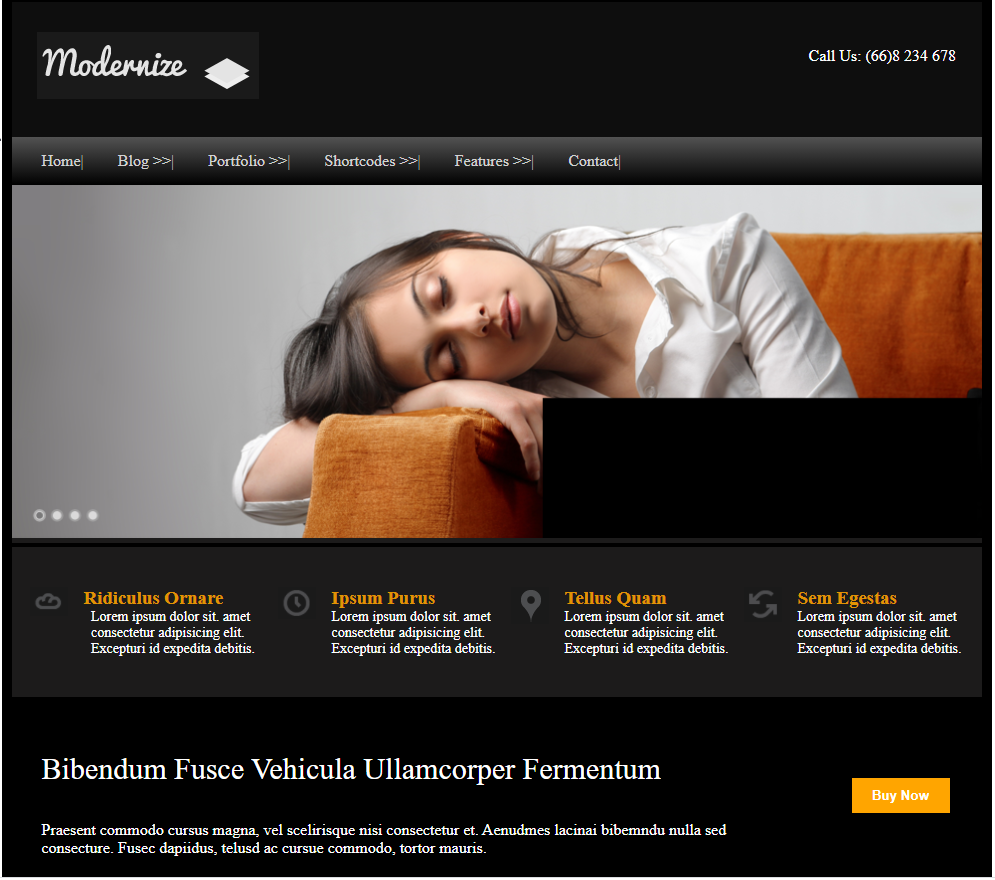 Modernize
Call Us: (66)8 234 678
Home| Blog >>| Portfolio >>| Shortcodes >>| Features >>| Contact|
Ridiculus Ornare
Lorem ipsum dolor sit. amet
consectetur adipisicing elit.
Excepturi id expedita debitis.
Ipsum Purus
Lorem ipsum dolor sit. amet
consectetur adipisicing elit.
Excepturi id expedita debitis.
Tellus Quam
Lorem ipsum dolor sit. amet
consectetur adipisicing elit.
Excepturi id expedita debitis.
Sem Egestas
Lorem ipsum dolor sit. amet
consectetur adipisicing elit.
Excepturi id expedita debitis.
Bibendum Fusce Vehicula Ullamcorper Fermentum
Buy Now
Praesent commodo cursus magna, vel scelirisque nisi consectetur et. Aenudmes lacinai bibemndu nulla sed
consecture. Fusec dapiidus, telusd ac cursue commodo, tortor mauris.